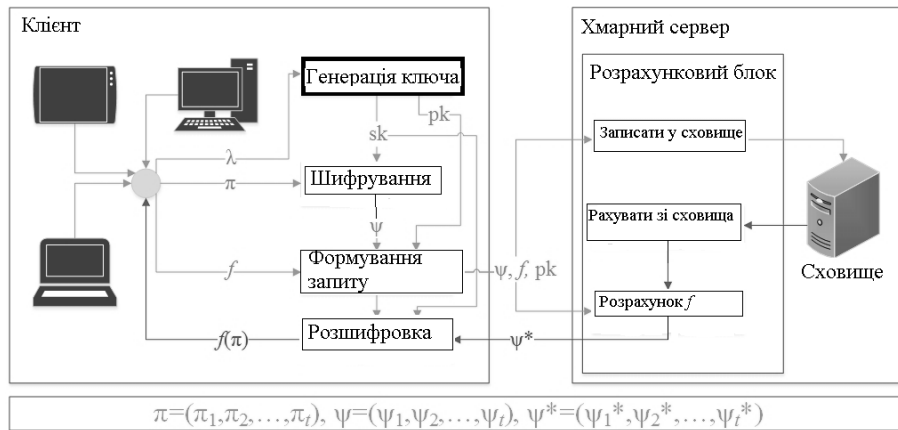 Клієнт
Хмарний сервер
Генерація ключа
Розрахунковий блок
pk
sk
Записати у сховище
λ
π
Шифрування
ψ
Рахувати зі сховища
Сховище
f
Формування
запиту
ψ, f, pk
Розрахунок f
f(π)
Розшифровка
ψ*
π=(π₁,π₂,…,πₜ), ψ=(ψ₁,ψ₂,…,ψₜ), ψ*=(ψ₁*,ψ₂*,…,ψₜ*)